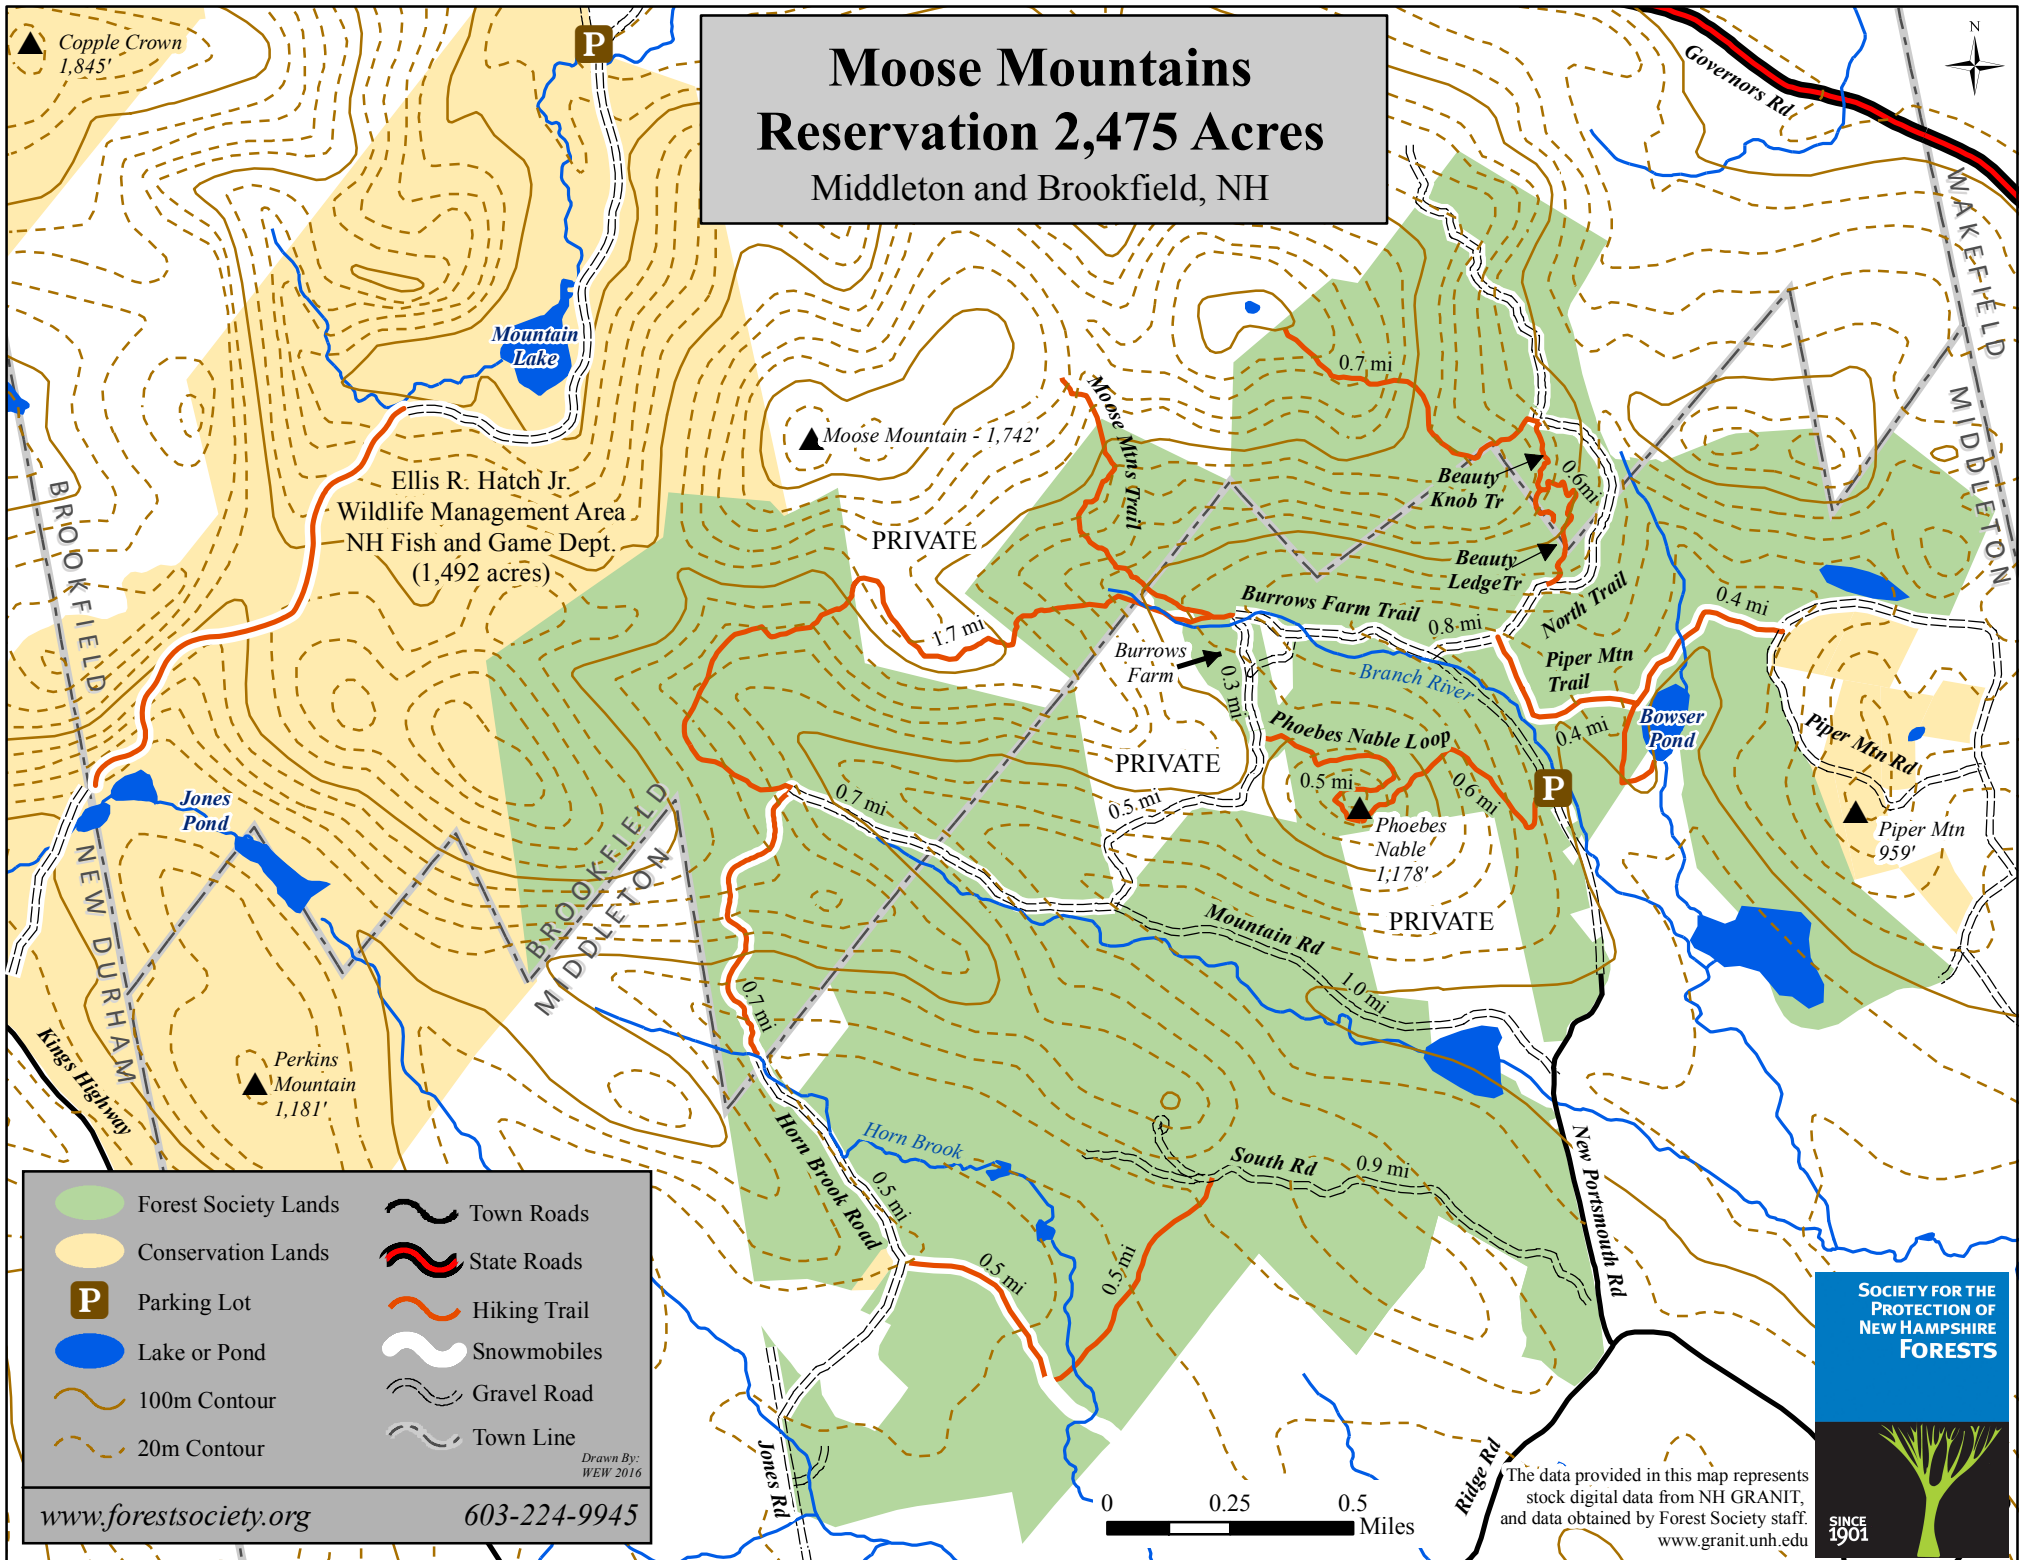 Moose Mountains
Reservation 2,475 Acres
Middleton and Brookfield, NH
Copple Crown
1,845'
P
Governors Rd
N
WAKEFIELD
MIDDLETON
Mountain
Lake
0.7 mi
Moose Mtns Trail
Moose Mountain - 1,742'
Beauty
Knob Tr
0.6mi
Ellis R. Hatch Jr.
Wildlife Management Area
NH Fish and Game Dept.
(1,492 acres)
PRIVATE
Beauty
LedgeTr
BROOKFIELD
NEW DURHAM
Burrows Farm Trail
0.8 mi
North Trail
0.4 mi
1.7 mi
Burrows
Farm
0.3 mi
Branch River
Piper Mtn
Trail
Bowser
Pond
0.4 mi
Piper Mtn Rd
Phoebes Nable Loop
PRIVATE
0.5 mi
0.6 mi
P
0.5 mi
0.7 mi
Jones
Pond
Phoebes
Nable
1,178'
Piper Mtn
959'
BROOKFIELD
MIDDLETON
PRIVATE
Mountain Rd
1.0 mi
0.7 mi
Kings Highway
Perkins
Mountain
1,181'
Horn Brook
Horn Brook Road
0.5 mi
South Rd
0.9 mi
New Portsmouth Rd
0.5 mi
0.5 mi
Jones Rd
Ridge Rd
Forest Society Lands
Conservation Lands
P
Parking Lot
Lake or Pond
100m Contour
20m Contour
Town Roads
State Roads
Hiking Trail
Snowmobiles
Gravel Road
Town Line
Drawn By:
WEW 2016
www.forestsociety.org
603-224-9945
0 0.25 0.5
Miles
The data provided in this map represents
stock digital data from NH GRANIT,
and data obtained by Forest Society staff.
www.granit.unh.edu
SOCIETY FOR THE
PROTECTION OF
NEW HAMPSHIRE
FORESTS
SINCE
1901